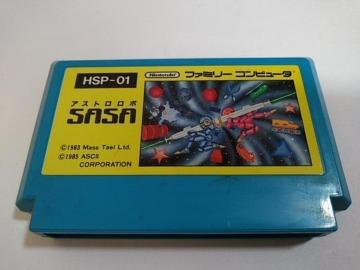 HSP-01
Nintendo ファミリー コンピュータ
アストロロボ
SASA
©1983 Mass Tael Ltd.
©1985 ASCII
CORPORATION